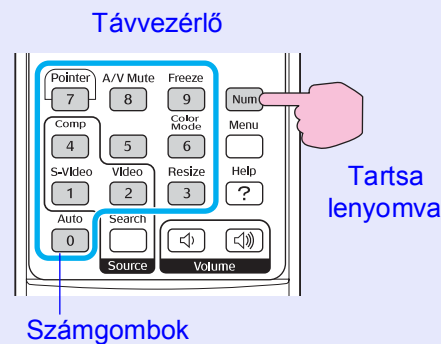 Távvezérlő
Pointer A/V Mute Freeze
7 8 9 Num
Comp Color Mode Menu
4 5 6
S-Video Video Resize Help
1 2 3 ?
Tartsa
lenyomva
Auto Search
0
Source Volume
Számgombok